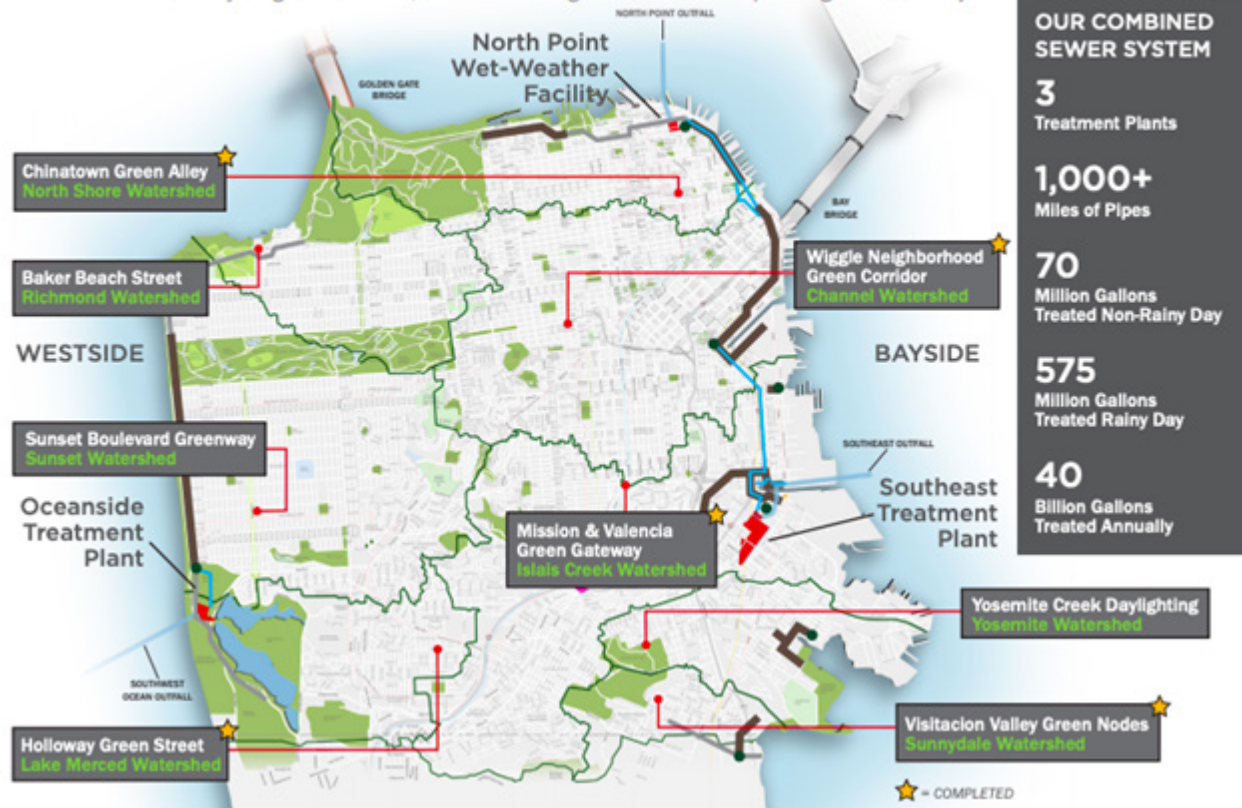 NORTH POINT OUTFALL
North Point
Wet-Weather
Facility
GOLDEN GATE
BRIDGE
Chinatown Green Alley
North Shore Watershed
BAY
BRIDGE
Baker Beach Street
Richmond Watershed
Wiggle Neighborhood
Green Corridor
Channel Watershed
WESTSIDE
BAYSIDE
Sunset Boulevard Greenway
Sunset Watershed
SOUTHEAST OUTFALL
Oceanside
Treatment
Plant
Southeast
Treatment
Plant
Mission & Valencia
Green Gateway
Islais Creek Watershed
Yosemite Creek Daylighting
Yosemite Watershed
SOUTHWEST
OCEAN OUTFALL
Holloway Green Street
Lake Merced Watershed
Visitacion Valley Green Nodes
Sunnydale Watershed
= COMPLETED
OUR COMBINED
SEWER SYSTEM
3
Treatment Plants
1,000+
Miles of Pipes
70
Million Gallons
Treated Non-Rainy Day
575
Million Gallons
Treated Rainy Day
40
Billion Gallons
Treated Annually